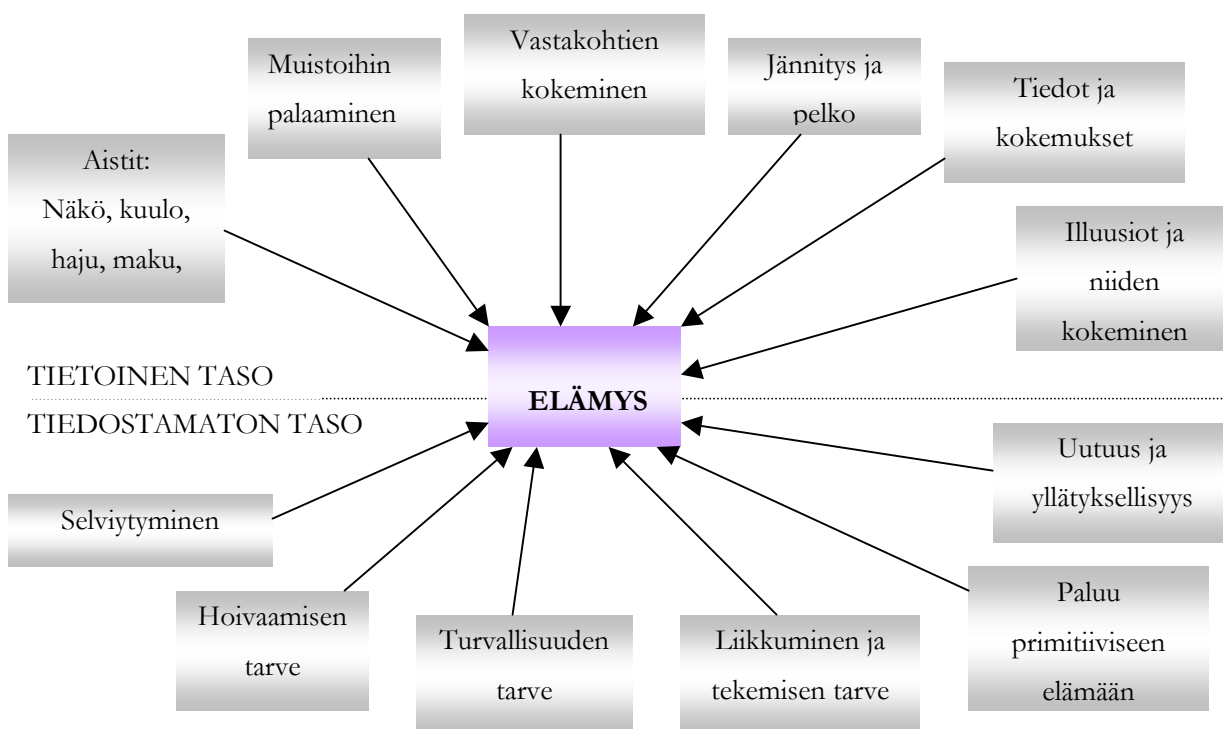 Vastakohtien
kokeminen
Muistoihin
palaaminen
Jännitys ja
pelko
Tiedot ja
kokemukset
Aistit:
Näkö, kuulo,
haju, maku,
Illuusiot ja
niiden
kokeminen
TIETOINEN TASO
ELÄMYS
TIEDOSTAMATON TASO
Uutuus ja
yllätyksellisyys
Selviytyminen
Hoivaamisen
tarve
Turvallisuuden
tarve
Liikkuminen ja
tekemisen tarve
Paluu
primitiiviseen
elämään